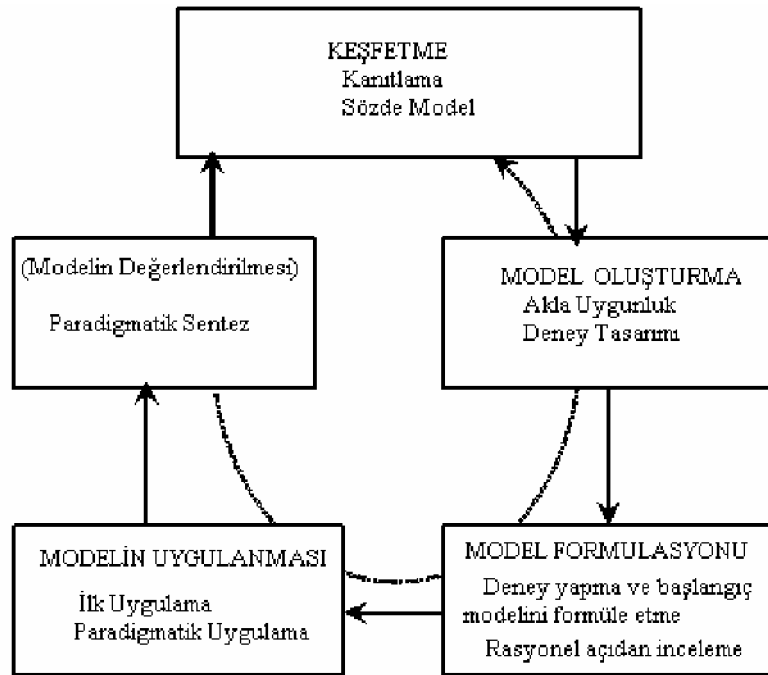 KEŞFETME
Kanıtlama
Sözde Model
(Modelin Değerlendirilmesi)
Paradigmatik Sentez
MODEL OLUŞTURMA
Akla Uygunluk
Deney Tasarımı
MODELİN UYGULANMASI
İlk Uygulama
Paradigmatik Uygulama
MODEL FORMULASYONU
Deney yapma ve başlangıç
modelini formüle etme
Rasyonel açıdan inceleme